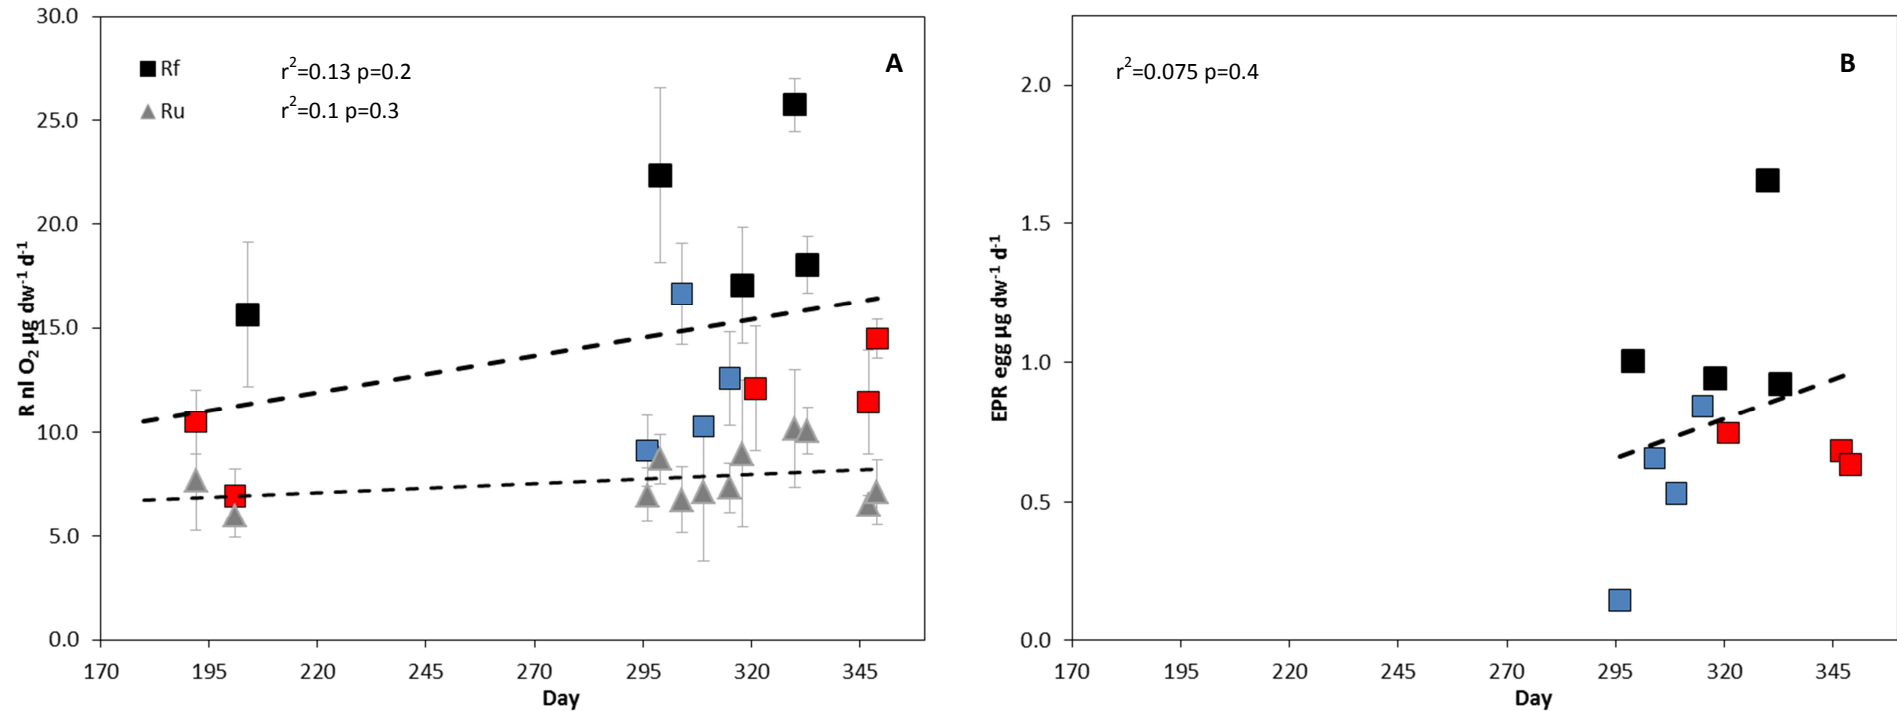 A
Rf r²=0.13 p=0.2
Ru r²=0.1 p=0.3
30.0
25.0
20.0
15.0
10.0
5.0
0.0
R nl O₂ µg dw⁻¹ d⁻¹
170 195 220 245 270 295 320 345
Day
B
r²=0.075 p=0.4
2.0
1.5
1.0
0.5
0.0
EPR egg µg dw⁻¹ d⁻¹
170 195 220 245 270 295 320 345
Day